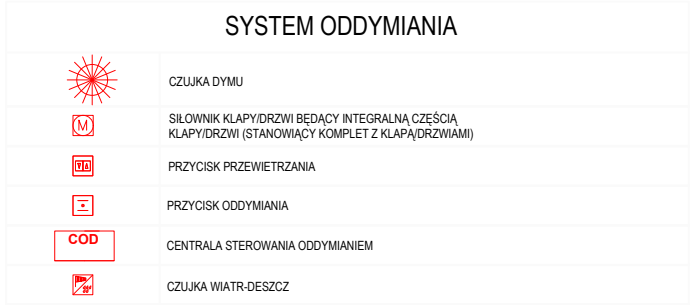 SYSTEM ODDYMIANIA
CZUJKA DYMU
M
SIŁOWNIK KLAPY/DRZWI BĘDĄCY INTEGRALNĄ CZĘŚCIĄ
KLAPY/DRZWI (STANOWIĄCY KOMPLET Z KLAPĄ/DRZWIAMI)
PRZYCISK PRZEWIETRZANIA
PRZYCISK ODDYMIANIA
COD
CENTRALA STEROWANIA ODDYMIANIEM
CZUJKA WIATR-DESZCZ